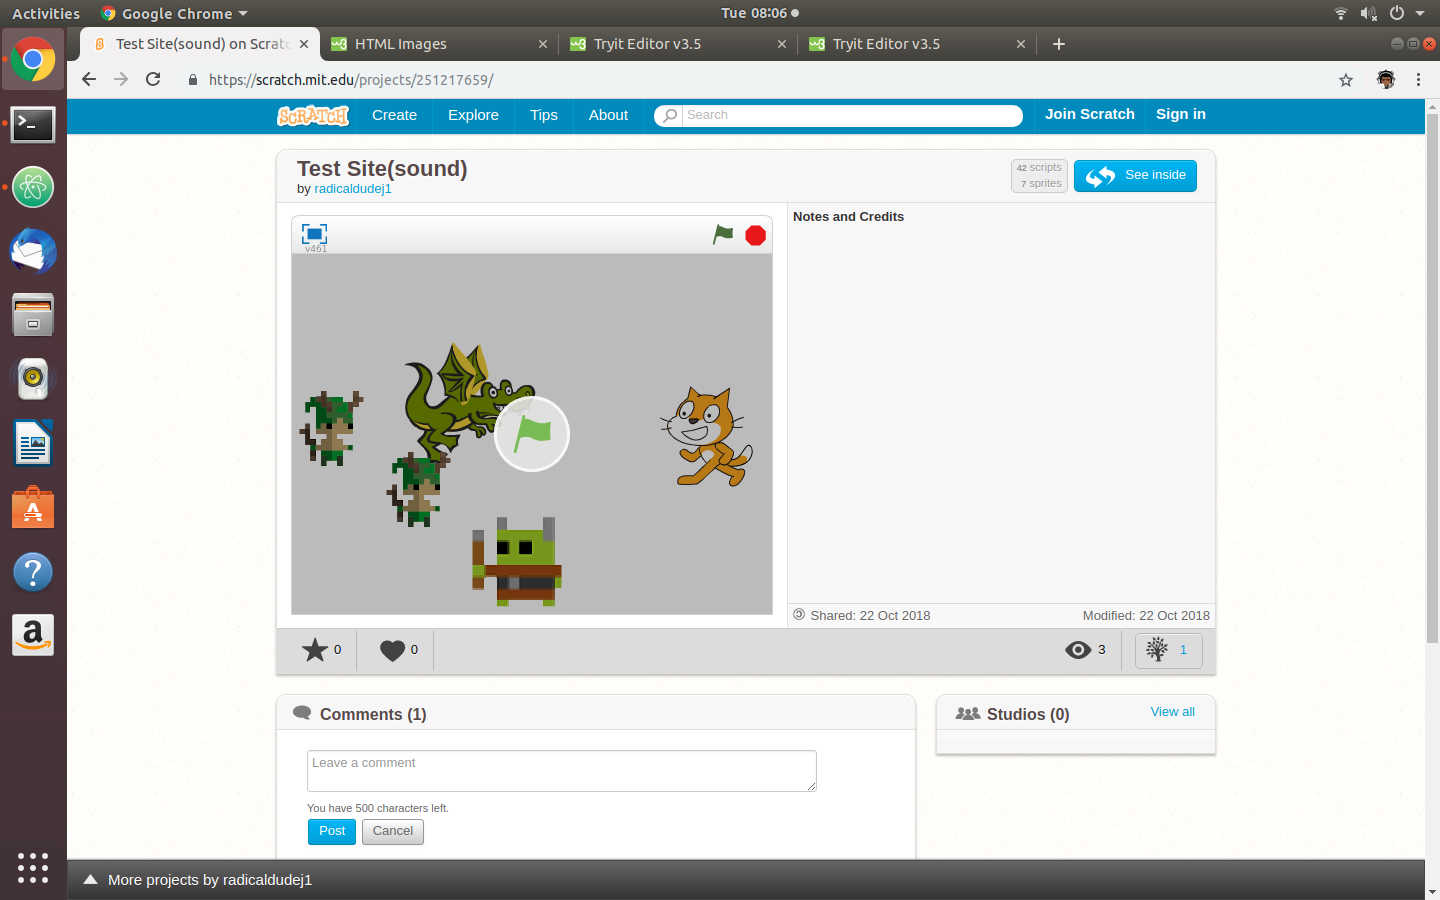 Activities
Google Chrome
Tue 08:06
Test Site(sound) on Scratc
HTML Images
Tryit Editor v3.5
Tryit Editor v3.5
https://scratch.mit.edu/projects/251217659/
SCRATCH
Create
Explore
Tips
About
Search
Join Scratch
Sign in
Test Site(sound)
by radicaldudej1
42 scripts
7 sprites
See inside
v461
Notes and Credits
Shared: 22 Oct 2018
Modified: 22 Oct 2018
0
0
3
1
Comments (1)
Leave a comment
You have 500 characters left.
Post
Cancel
Studios (0)
View all
More projects by radicaldudej1